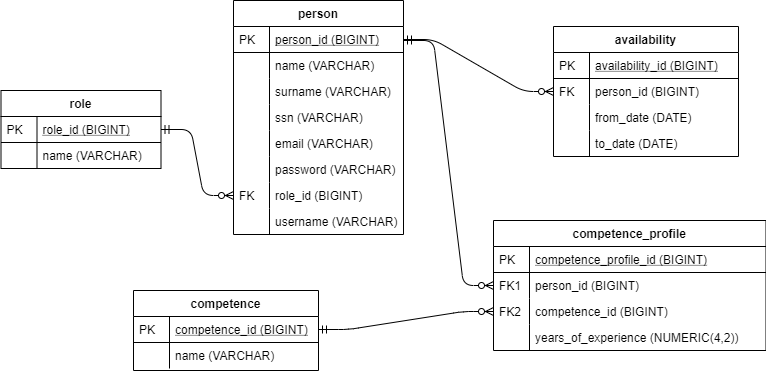 person
PK person_id (BIGINT)
name (VARCHAR)
surname (VARCHAR)
ssn (VARCHAR)
email (VARCHAR)
password (VARCHAR)
FK role_id (BIGINT)
username (VARCHAR)
availability
PK availability_id (BIGINT)
FK person_id (BIGINT)
from_date (DATE)
to_date (DATE)
role
PK role_id (BIGINT)
name (VARCHAR)
competence_profile
PK competence_profile_id (BIGINT)
FK1 person_id (BIGINT)
FK2 competence_id (BIGINT)
years_of_experience (NUMERIC(4,2))
competence
PK competence_id (BIGINT)
name (VARCHAR)